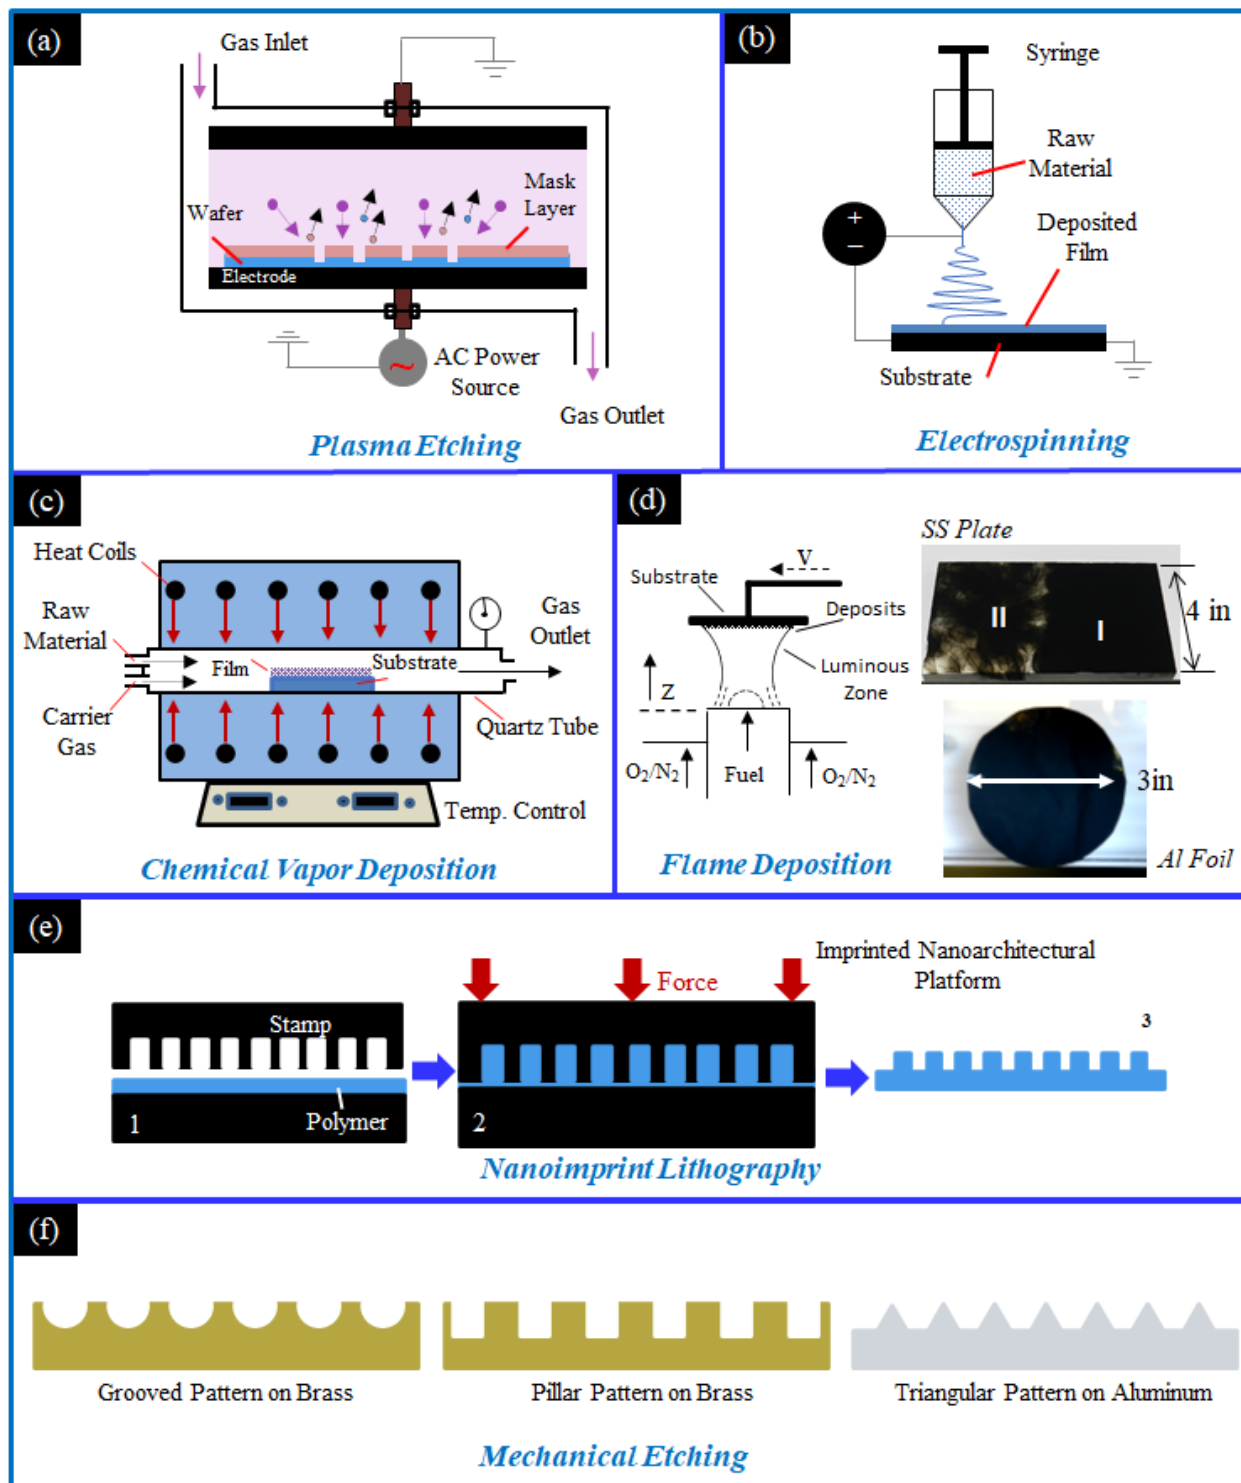 (a)
Gas Inlet
Wafer
Mask
Layer
Electrode
AC Power
Source
Gas Outlet
Plasma Etching
(b)
Syringe
Raw
Material
+
−
Deposited
Film
Substrate
Electrospinning
(c)
Heat Coils
Raw
Material
Carrier
Gas
Film
Substrate
Gas
Outlet
Quartz Tube
Temp. Control
Chemical Vapor Deposition
(d)
SS Plate
V
Substrate
Deposits
Luminous
Zone
Z
O₂/N₂
Fuel
O₂/N₂
II
I
4 in
3in
Al Foil
Flame Deposition
(e)
Stamp
Polymer
1
Force
2
Imprinted Nanoarchitectural
Platform
3
Nanoimprint Lithography
(f)
Grooved Pattern on Brass
Pillar Pattern on Brass
Triangular Pattern on Aluminum
Mechanical Etching